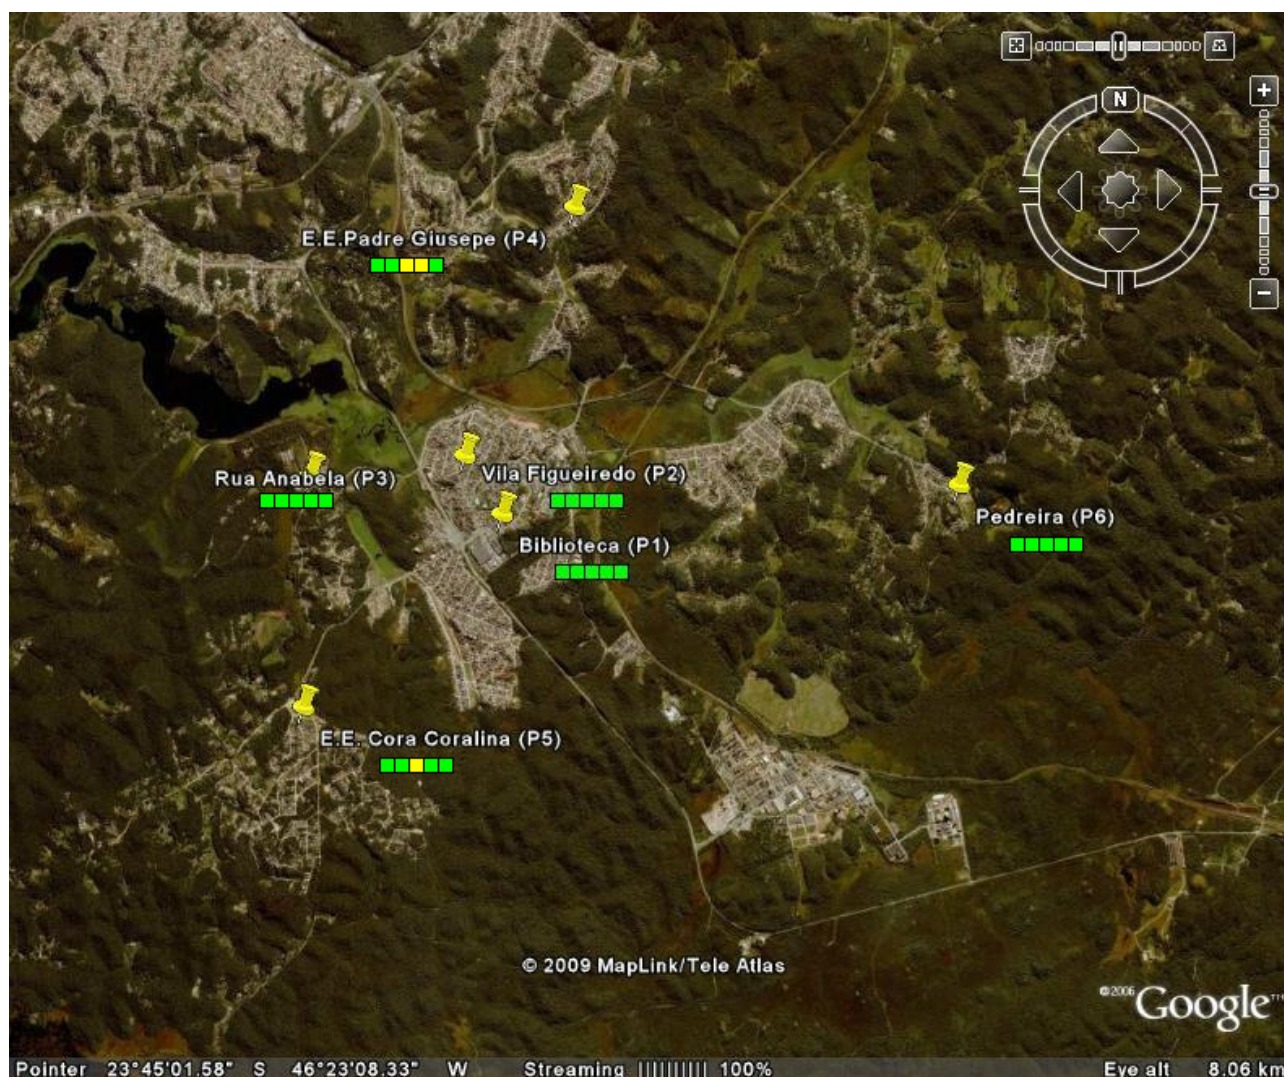 N
E.E.Padre Giusepe (P4)
Rua Anabela (P3)
Vila Figueiredo (P2)
Pedreira (P6)
Biblioteca (P1)
E.E. Cora Coralina (P5)
© 2009 MapLink/Tele Atlas
©2006 Google™
Pointer 23°45'01.58" S 46°23'08.33" W Streaming |||||||||| 100% Eye alt 8.06 km